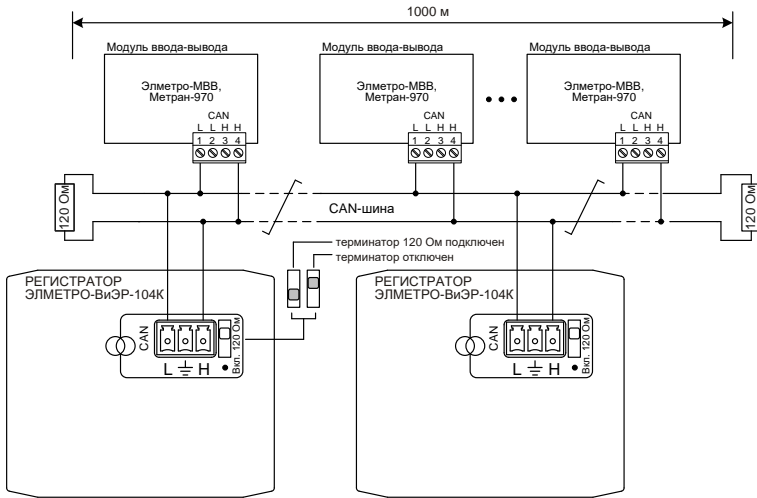 1000 м
Модуль ввода-вывода
Модуль ввода-вывода
Модуль ввода-вывода
Элметро-МВВ,
Метран-970
Элметро-МВВ,
Метран-970
Элметро-МВВ,
Метран-970
CAN
L L H H
1 2 3 4
CAN
L L H H
1 2 3 4
CAN
L L H H
1 2 3 4
120 Ом
CAN-шина
120 Ом
терминатор 120 Ом подключен
терминатор отключен
РЕГИСТРАТОР
ЭЛМЕТРО-ВиЭР-104К
CAN
L H
Вкл. 120 Ом
РЕГИСТРАТОР
ЭЛМЕТРО-ВиЭР-104К
CAN
L H
Вкл. 120 Ом